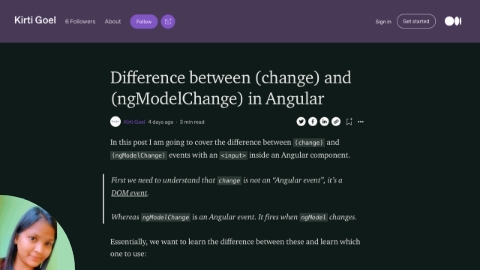 Kirti Goel 6 Followers About Follow Sign in Get started
Difference between (change) and
(ngModelChange) in Angular
Kirti Goel 4 days ago · 3 min read
In this post I am going to cover the difference between (change) and
(ngModelChange) events with an <input> inside an Angular component.
First we need to understand that change is not an “Angular event”, it’s a
DOM event.
Whereas ngModelChange is an Angular event. It fires when ngModel changes.
Essentially, we want to learn the difference between these and learn which
one to use: